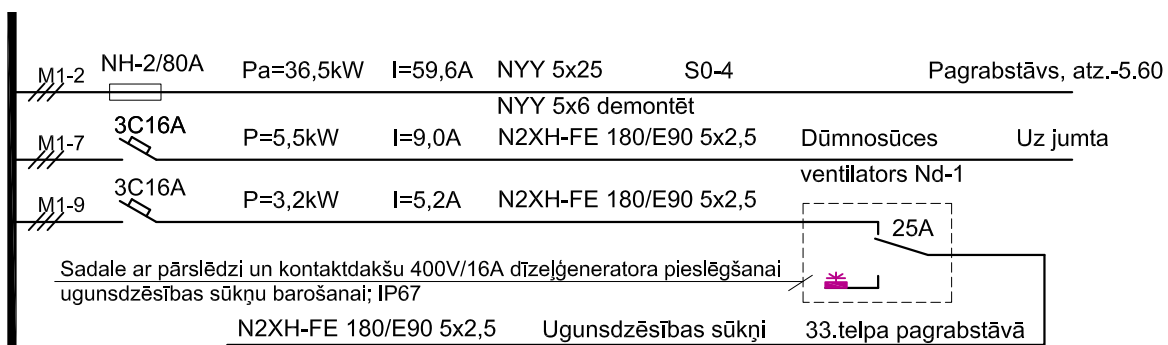 M1-2 NH-2/80A Pa=36,5kW I=59,6A NYY 5x25 S0-4 Pagrabstāvs, atz.-5.60
NYY 5x6 demontēt
M1-7 3C16A P=5,5kW I=9,0A N2XH-FE 180/E90 5x2,5 Dūmnosūces Uz jumta
ventilators Nd-1
M1-9 3C16A P=3,2kW I=5,2A N2XH-FE 180/E90 5x2,5
25A
Sadale ar pārslēdzi un kontaktdakšu 400V/16A dīzeļģeneratora pieslēgšanai
ugunsdzēsības sūkņu barošanai; IP67
N2XH-FE 180/E90 5x2,5 Ugunsdzēsības sūkņi 33.telpa pagrabstāvā